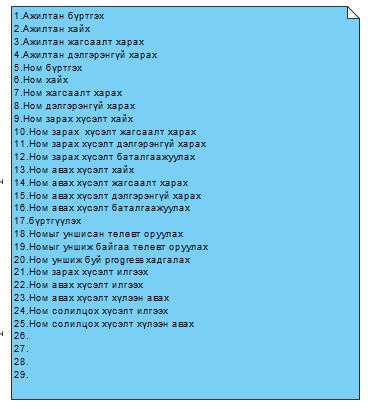 1.Ажилтан бүртгэх
2.Ажилтан хайх
3.Ажилтан жагсаалт харах
4.Ажилтан дэлгэрэнгүй харах
5.Ном бүртгэх
6.Ном хайх
7.Ном жагсаалт харах
8.Ном дэлгэрэнгүй харах
9.Ном зарах хүсэлт хайх
10.Ном зарах хүсэлт жагсаалт харах
11.Ном зарах хүсэлт дэлгэрэнгүй харах
12.Ном зарах хүсэлт баталгаажуулах
13.Ном авах хүсэлт хайх
14.Ном авах хүсэлт жагсаалт харах
15.Ном авах хүсэлт дэлгэрэнгүй харах
16.Ном авах хүсэлт баталгаажуулах
17.бүртгүүлэх
18.Номыг уншисан төлөвт оруулах
19.Номыг уншиж байгаа төлөвт оруулах
20.Ном уншиж буй progress хадгалах
21.Ном зарах хүсэлт илгээх
22.Ном авах хүсэлт илгээх
23.Ном авах хүсэлт хүлээн авах
24.Ном солилцох хүсэлт илгээх
25.Ном солилцох хүсэлт хүлээн авах
26.
27.
28.
29.